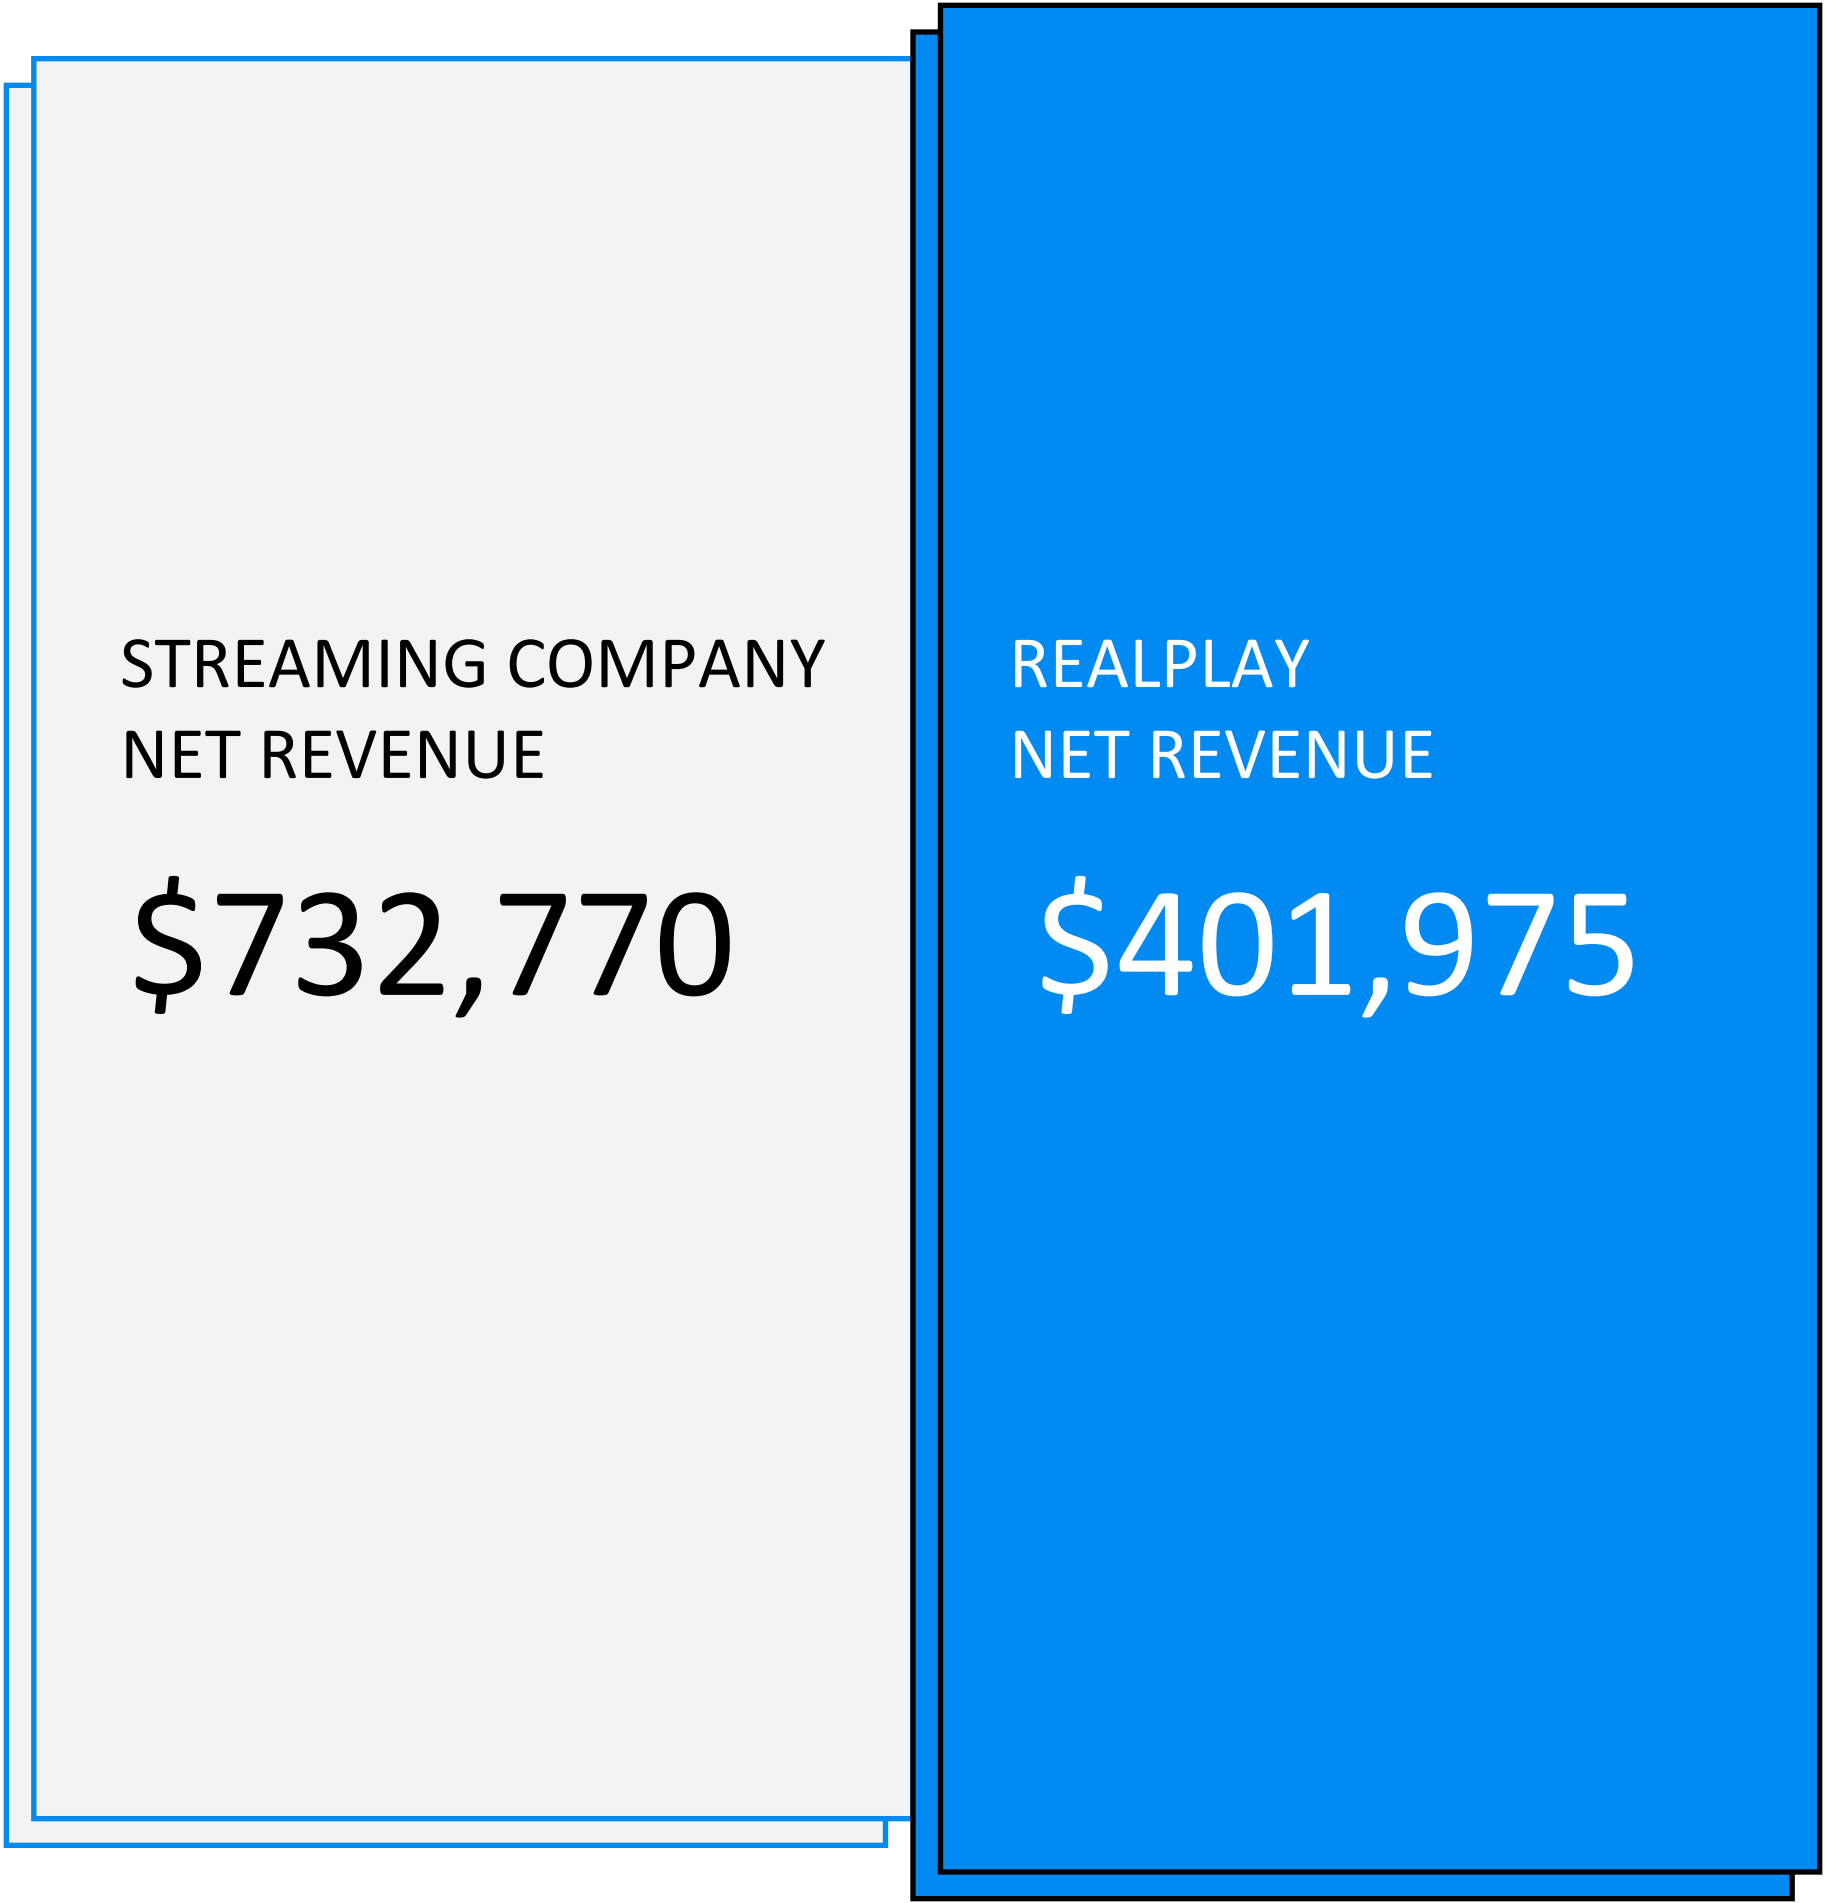 STREAMING COMPANY
NET REVENUE
$732,770
REALPLAY
NET REVENUE
$401,975